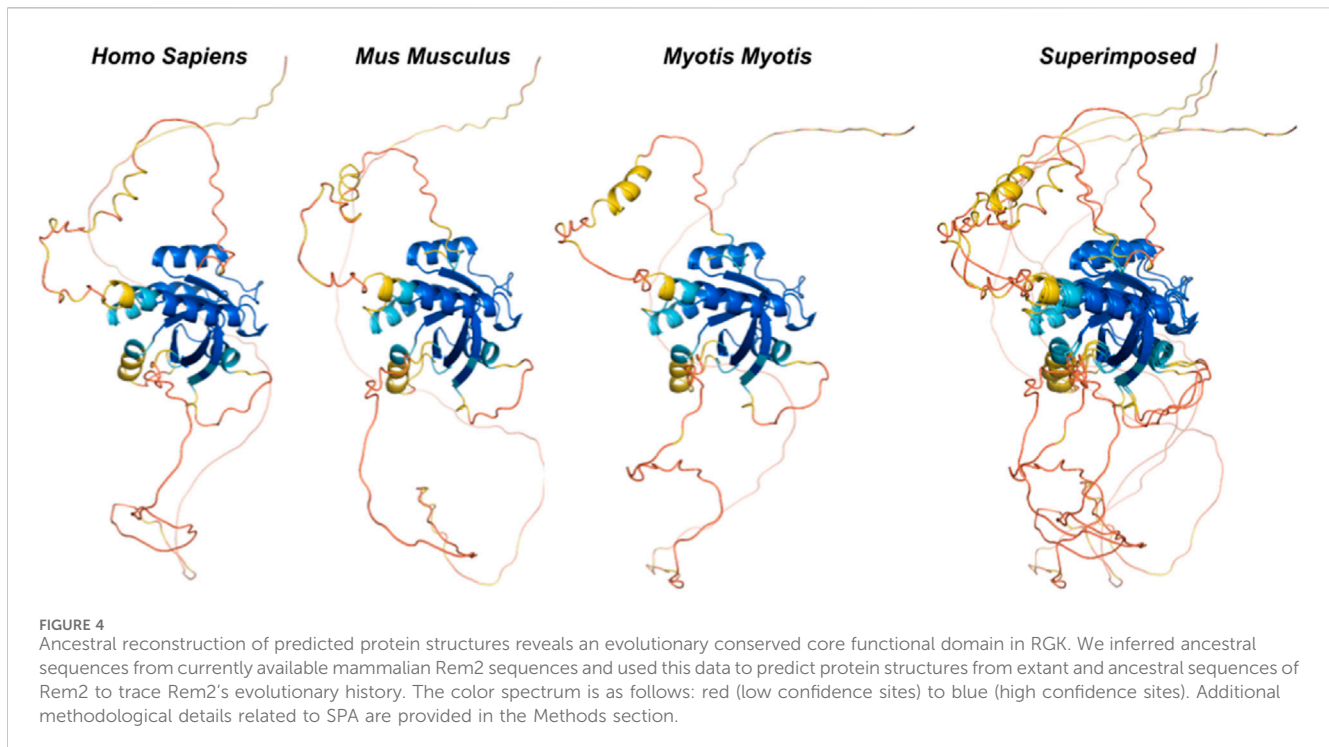 Homo Sapiens
Mus Musculus
Myotis Myotis
Superimposed
FIGURE 4
Ancestral reconstruction of predicted protein structures reveals an evolutionary conserved core functional domain in RGK. We inferred ancestral
sequences from currently available mammalian Rem2 sequences and used this data to predict protein structures from extant and ancestral sequences of
Rem2 to trace Rem2's evolutionary history. The color spectrum is as follows: red (low confidence sites) to blue (high confidence sites). Additional
methodological details related to SPA are provided in the Methods section.